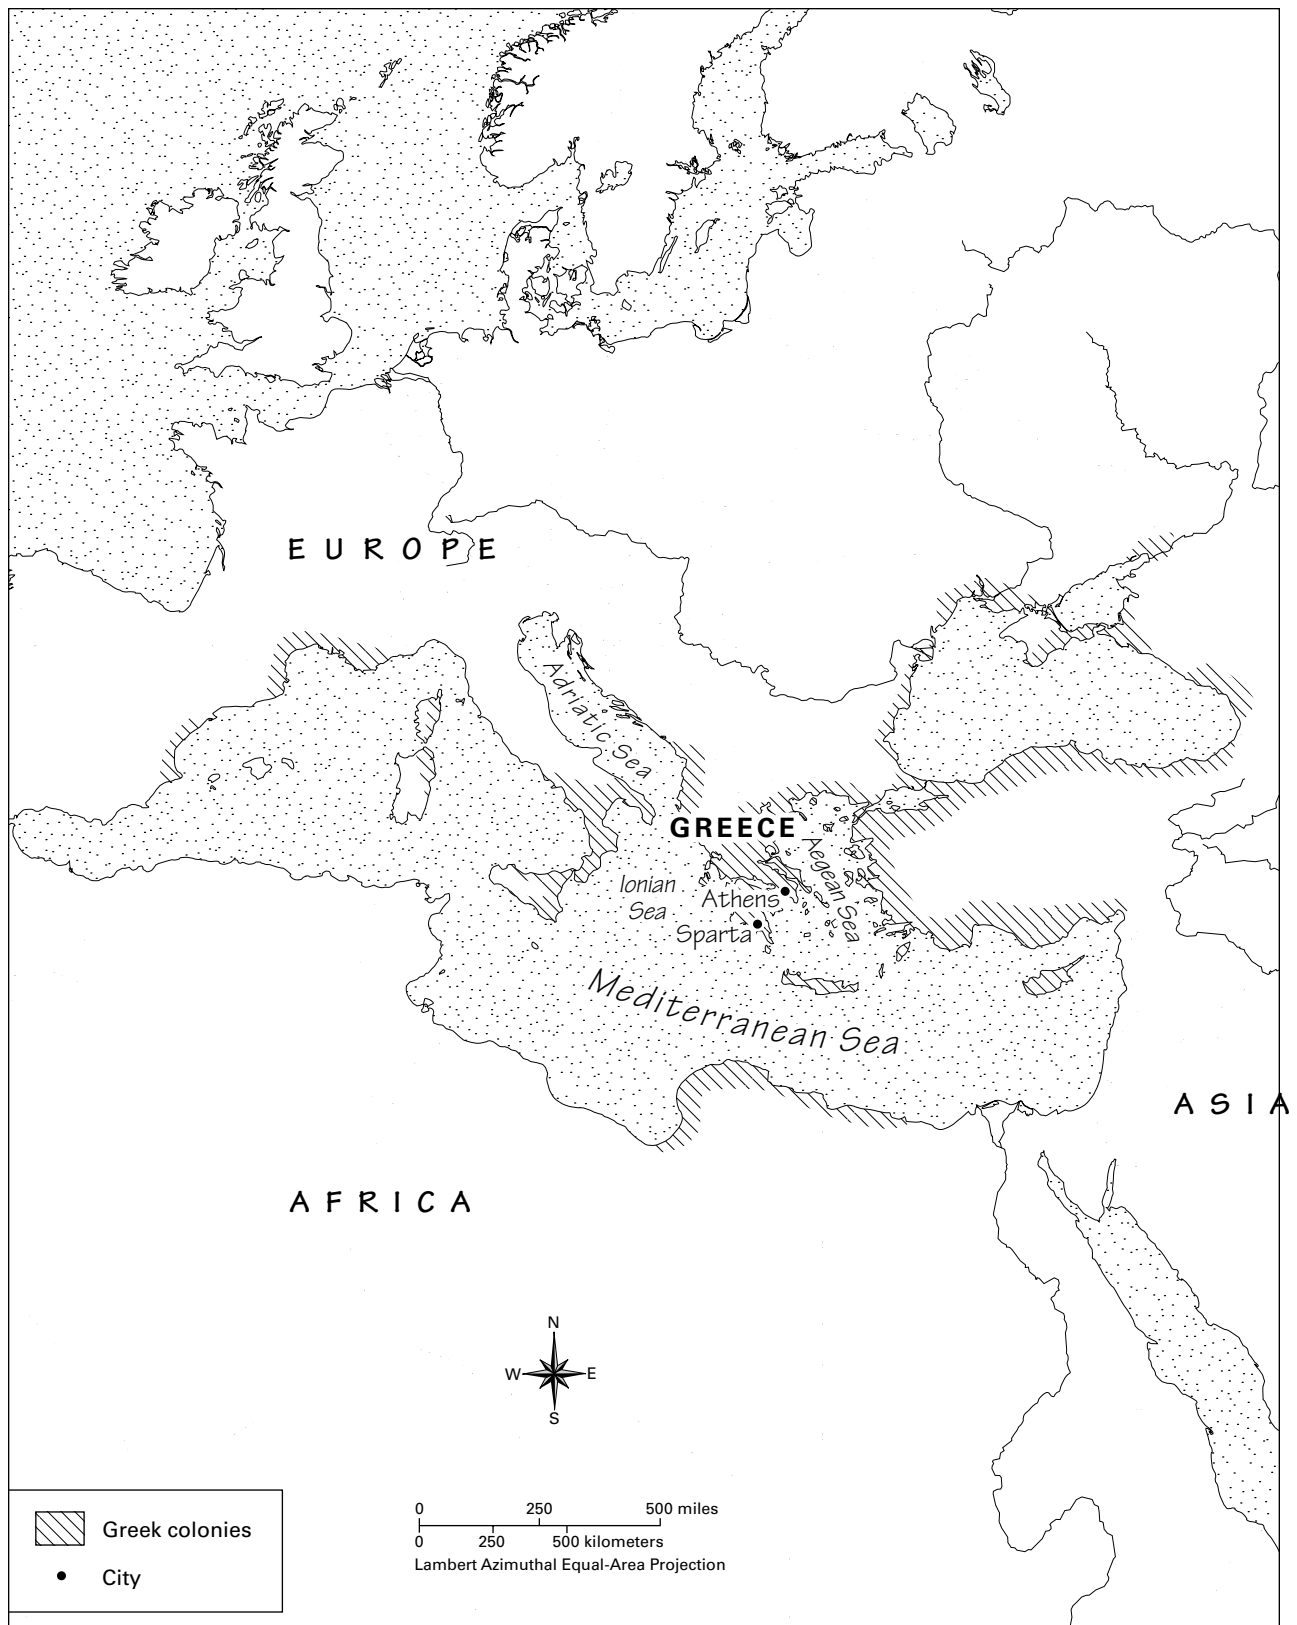 EUROPE
Adriatic Sea
GREECE
Aegean Sea
Ionian
Sea
Athens
Sparta
Mediterranean Sea
ASIA
AFRICA
N
W E
S
Greek colonies
City
0 250 500 miles
0 250 500 kilometers
Lambert Azimuthal Equal-Area Projection